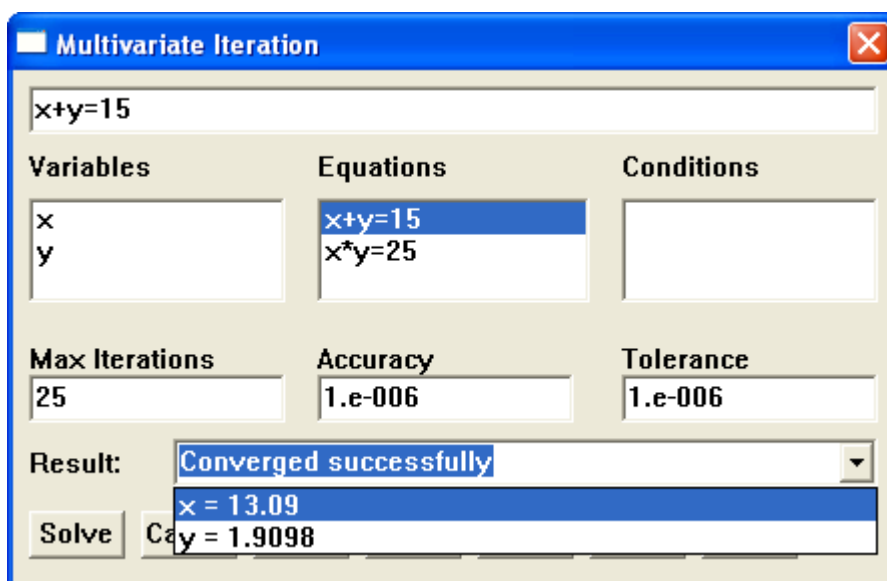 Multivariate Iteration
x+y=15
Variables Equations Conditions
x x+y=15
y x*y=25
Max Iterations Accuracy Tolerance
25 1.e-006 1.e-006
Result: Converged successfully
x = 13.09
y = 1.9098
Solve